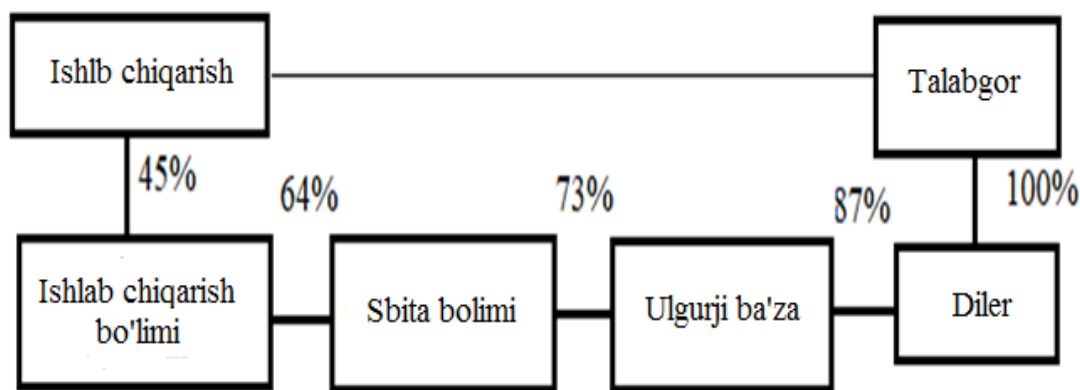 Ishlb chiqarish
Talabgor
45%
64%
73%
87%
100%
Ishlab chiqarish
bo'limi
Sbita bolimi
Ulgurji ba'za
Diler